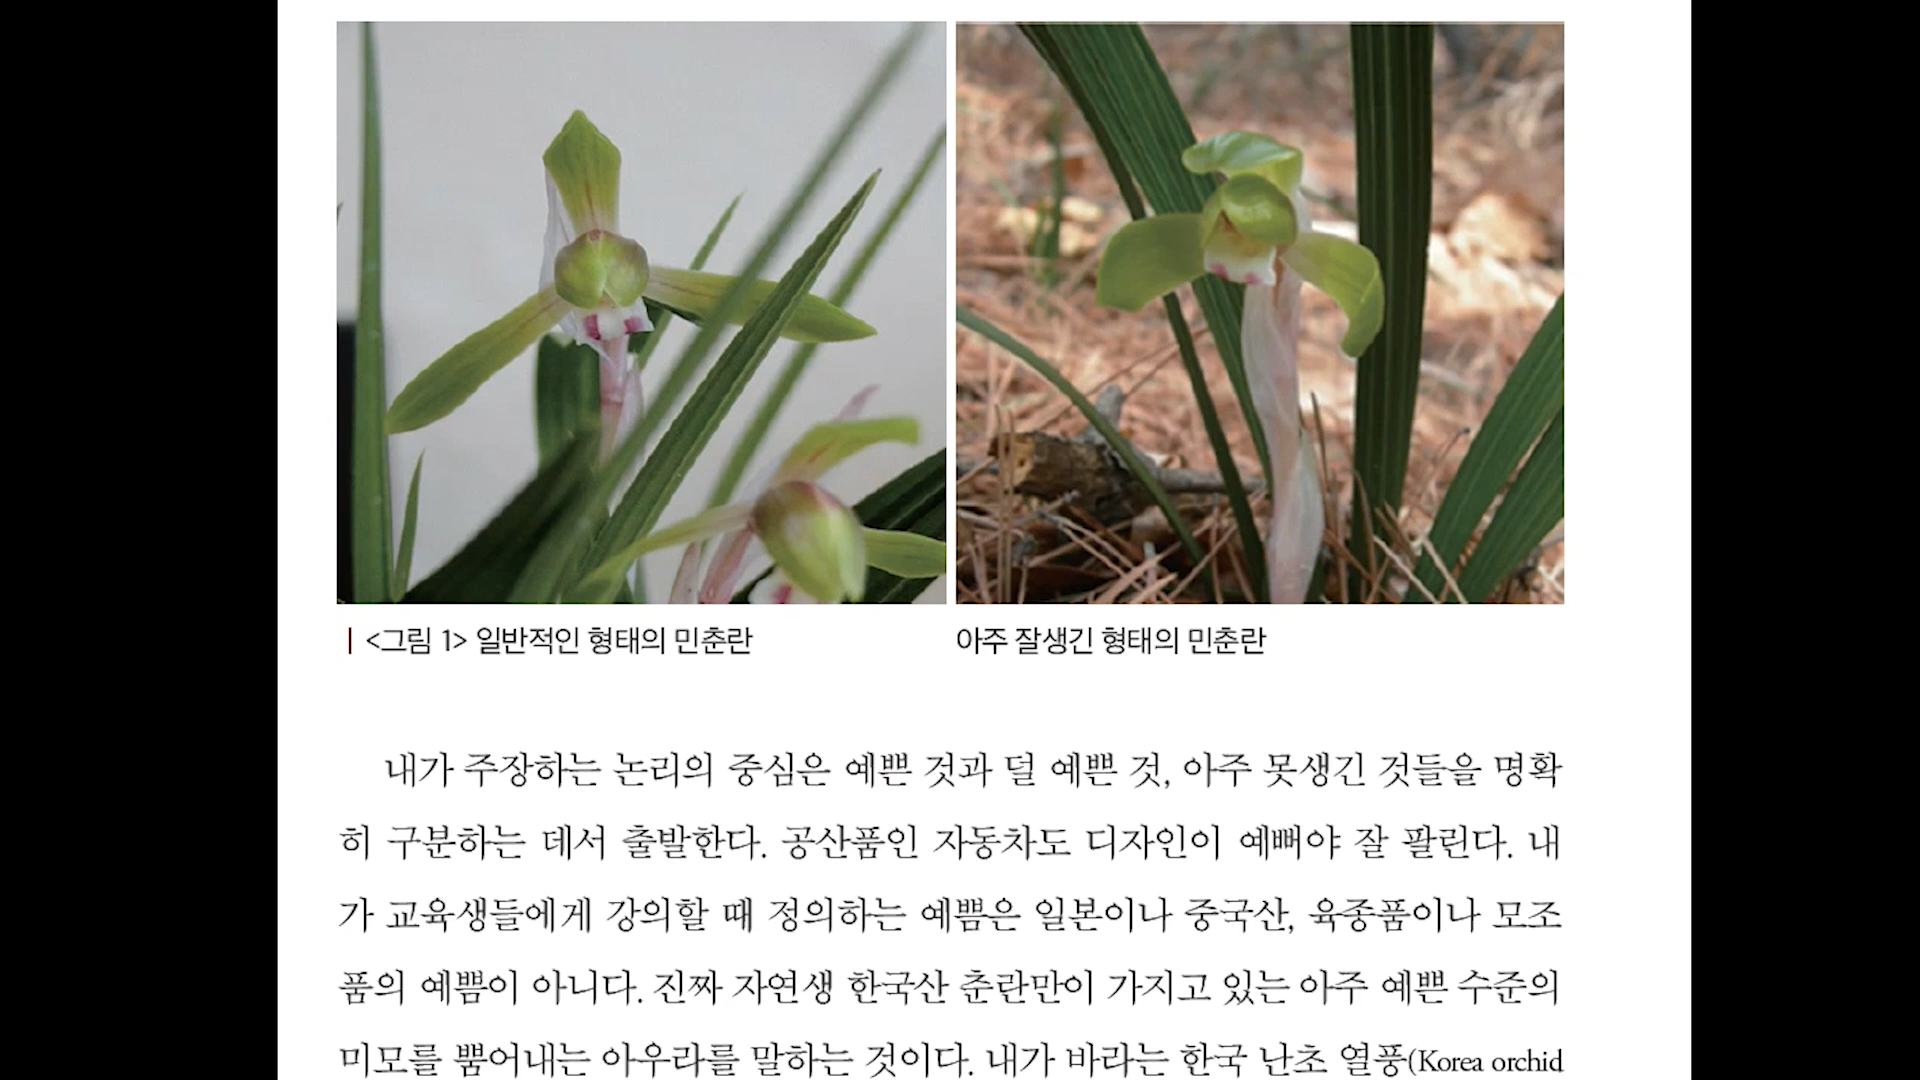 | <그림 1> 일반적인 형태의 민춘란
아주 잘생긴 형태의 민춘란
내가 주장하는 논리의 중심은 예쁜 것과 덜 예쁜 것, 아주 못생긴 것들을 명확
히 구분하는 데서 출발한다. 공산품인 자동차도 디자인이 예뻐야 잘 팔린다. 내
가 교육생들에게 강의할 때 정의하는 예쁨은 일본이나 중국산, 육종품이나 모조
품의 예쁨이 아니다. 진짜 자연생 한국산 춘란만이 가지고 있는 아주 예쁜 수준의
미모를 뿜어내는 아우라를 말하는 것이다. 내가 바라는 한국 난초 열풍(Korea orchid